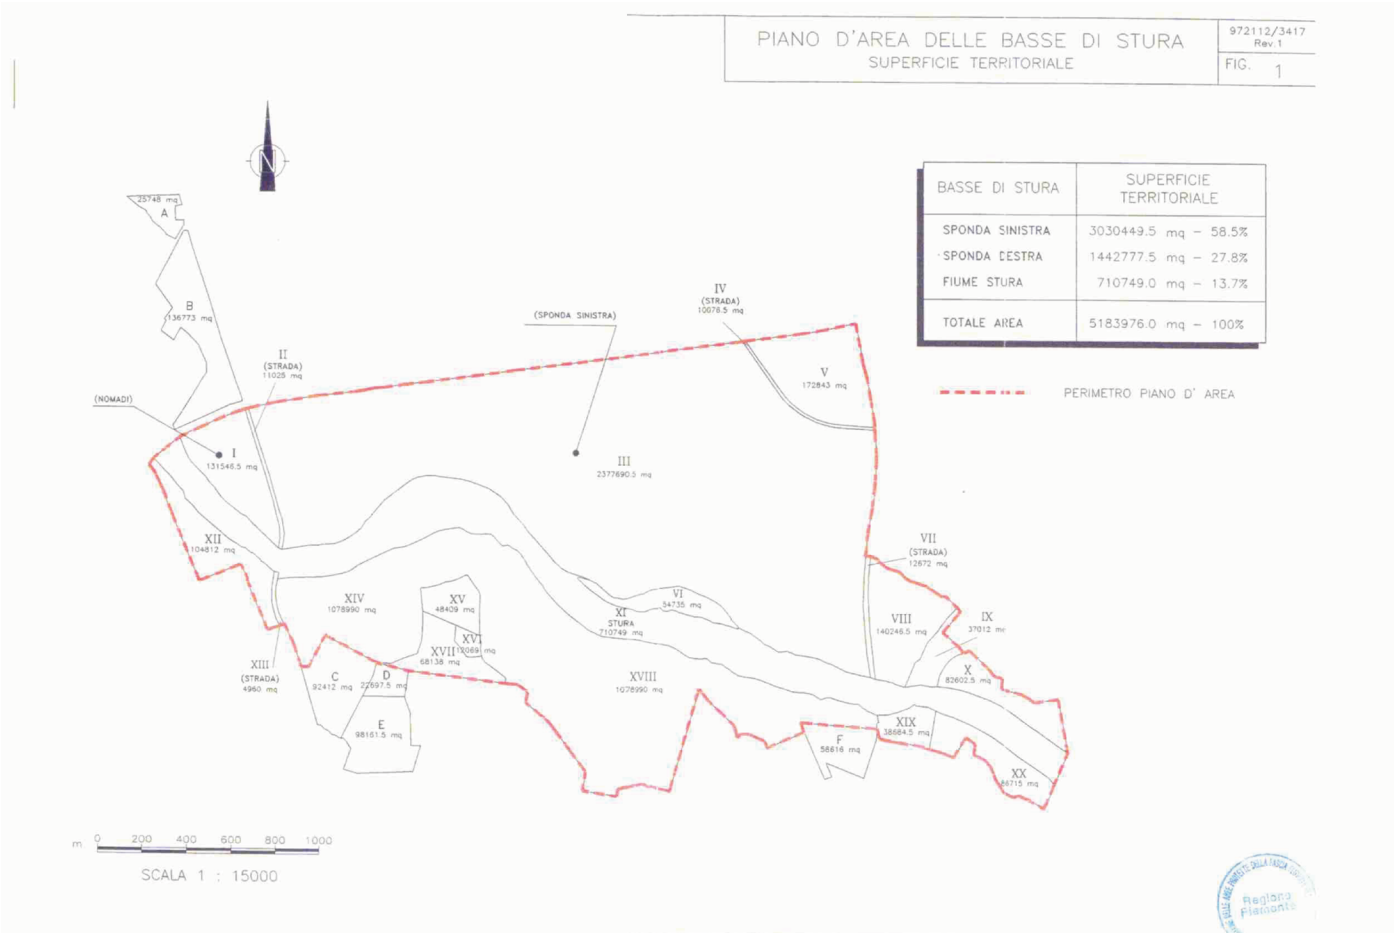 PIANO D'AREA DELLE BASSE DI STURA
SUPERFICIE TERRITORIALE
972112/3417
Rev:1
FIG. 1
N
BASSE DI STURA
SUPERFICIE
TERRITORIALE
SPONDA SINISTRA 3030449.5 mq - 58.5%
SPONDA DESTRA 1442777.5 mq - 27.8%
FIUME STURA 710749.0 mq - 13.7%
TOTALE AREA 5183976.0 mq - 100%
PERIMETRO PIANO D' AREA
25748 mq
A
B
136773 mq
II
(STRADA)
11025 mq
(NOMADI)
I
131546.5 mq
(SPONDA SINISTRA)
IV
(STRADA)
10076.5 mq
V
172843 mq
III
2377690.5 mq
XII
104812 mq
VII
(STRADA)
12672 mq
XIV
1078990 mq
XV
48409 mq
VI
54735 mq
XI
STURA
710749 mq
VIII
140246.5 mq
IX
37012 mq
XVI
12069 mq
XVII
68138 mq
XIII
(STRADA)
4960 mq
C
92412 mq
D
22697.5 mq
XVIII
1078990 mq
X
82602.5 mq
E
98161.5 mq
F
58616 mq
XIX
38684.5 mq
XX
86715 mq
m 0 200 400 600 800 1000
SCALA 1 : 15000
Regione
Piemonte